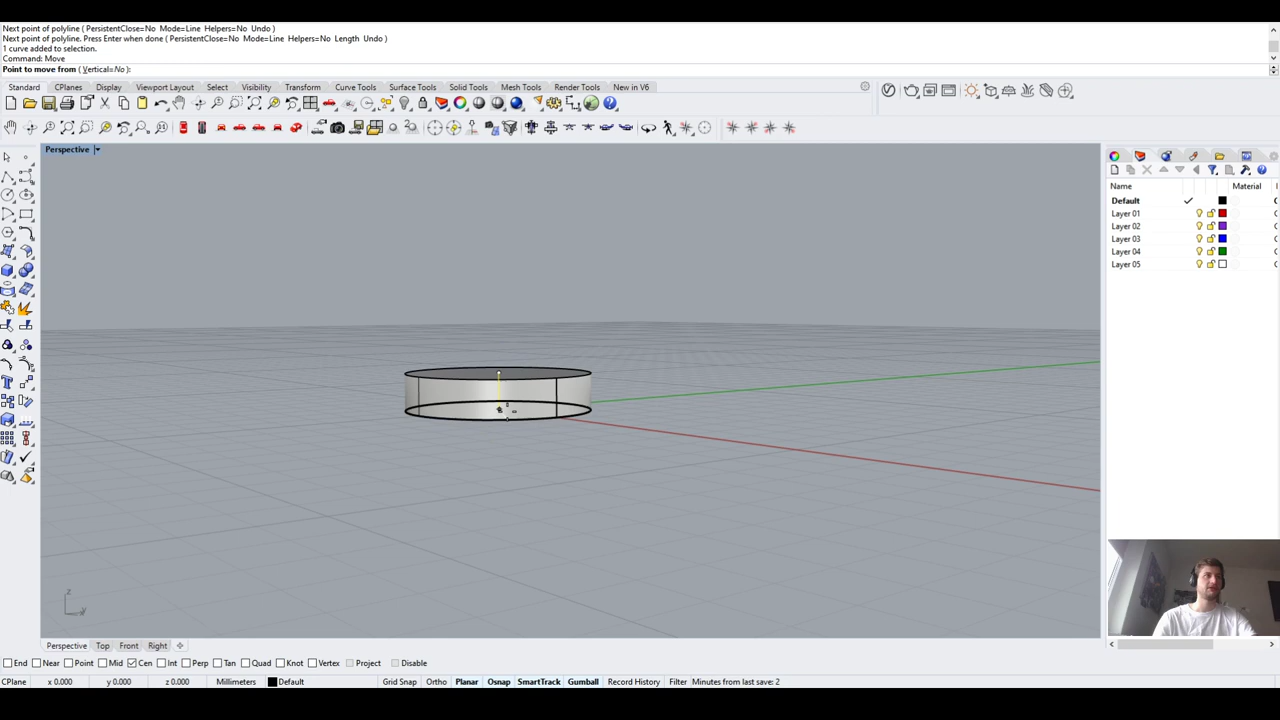 Next point of polyline ( PersistentClose=No Mode=Line Helpers=No Undo )
Next point of polyline. Press Enter when done ( PersistentClose=No Mode=Line Helpers=No Length Undo )
1 curve added to selection.
Command: Move
Point to move from ( Vertical=No ):
Standard CPlanes Display Viewport Layout Select Visibility Transform Curve Tools Surface Tools Solid Tools Mesh Tools Render Tools New in V6
Perspective
Name Material
Default
Layer 01
Layer 02
Layer 03
Layer 04
Layer 05
z
y
Perspective Top Front Right
End Near Point Mid Cen Int Perp Tan Quad Knot Vertex Project Disable
CPlane x 0.000 y 0.000 z 0.000 Millimeters Default Grid Snap Ortho Planar Osnap SmartTrack Gumball Record History Filter Minutes from last save: 2